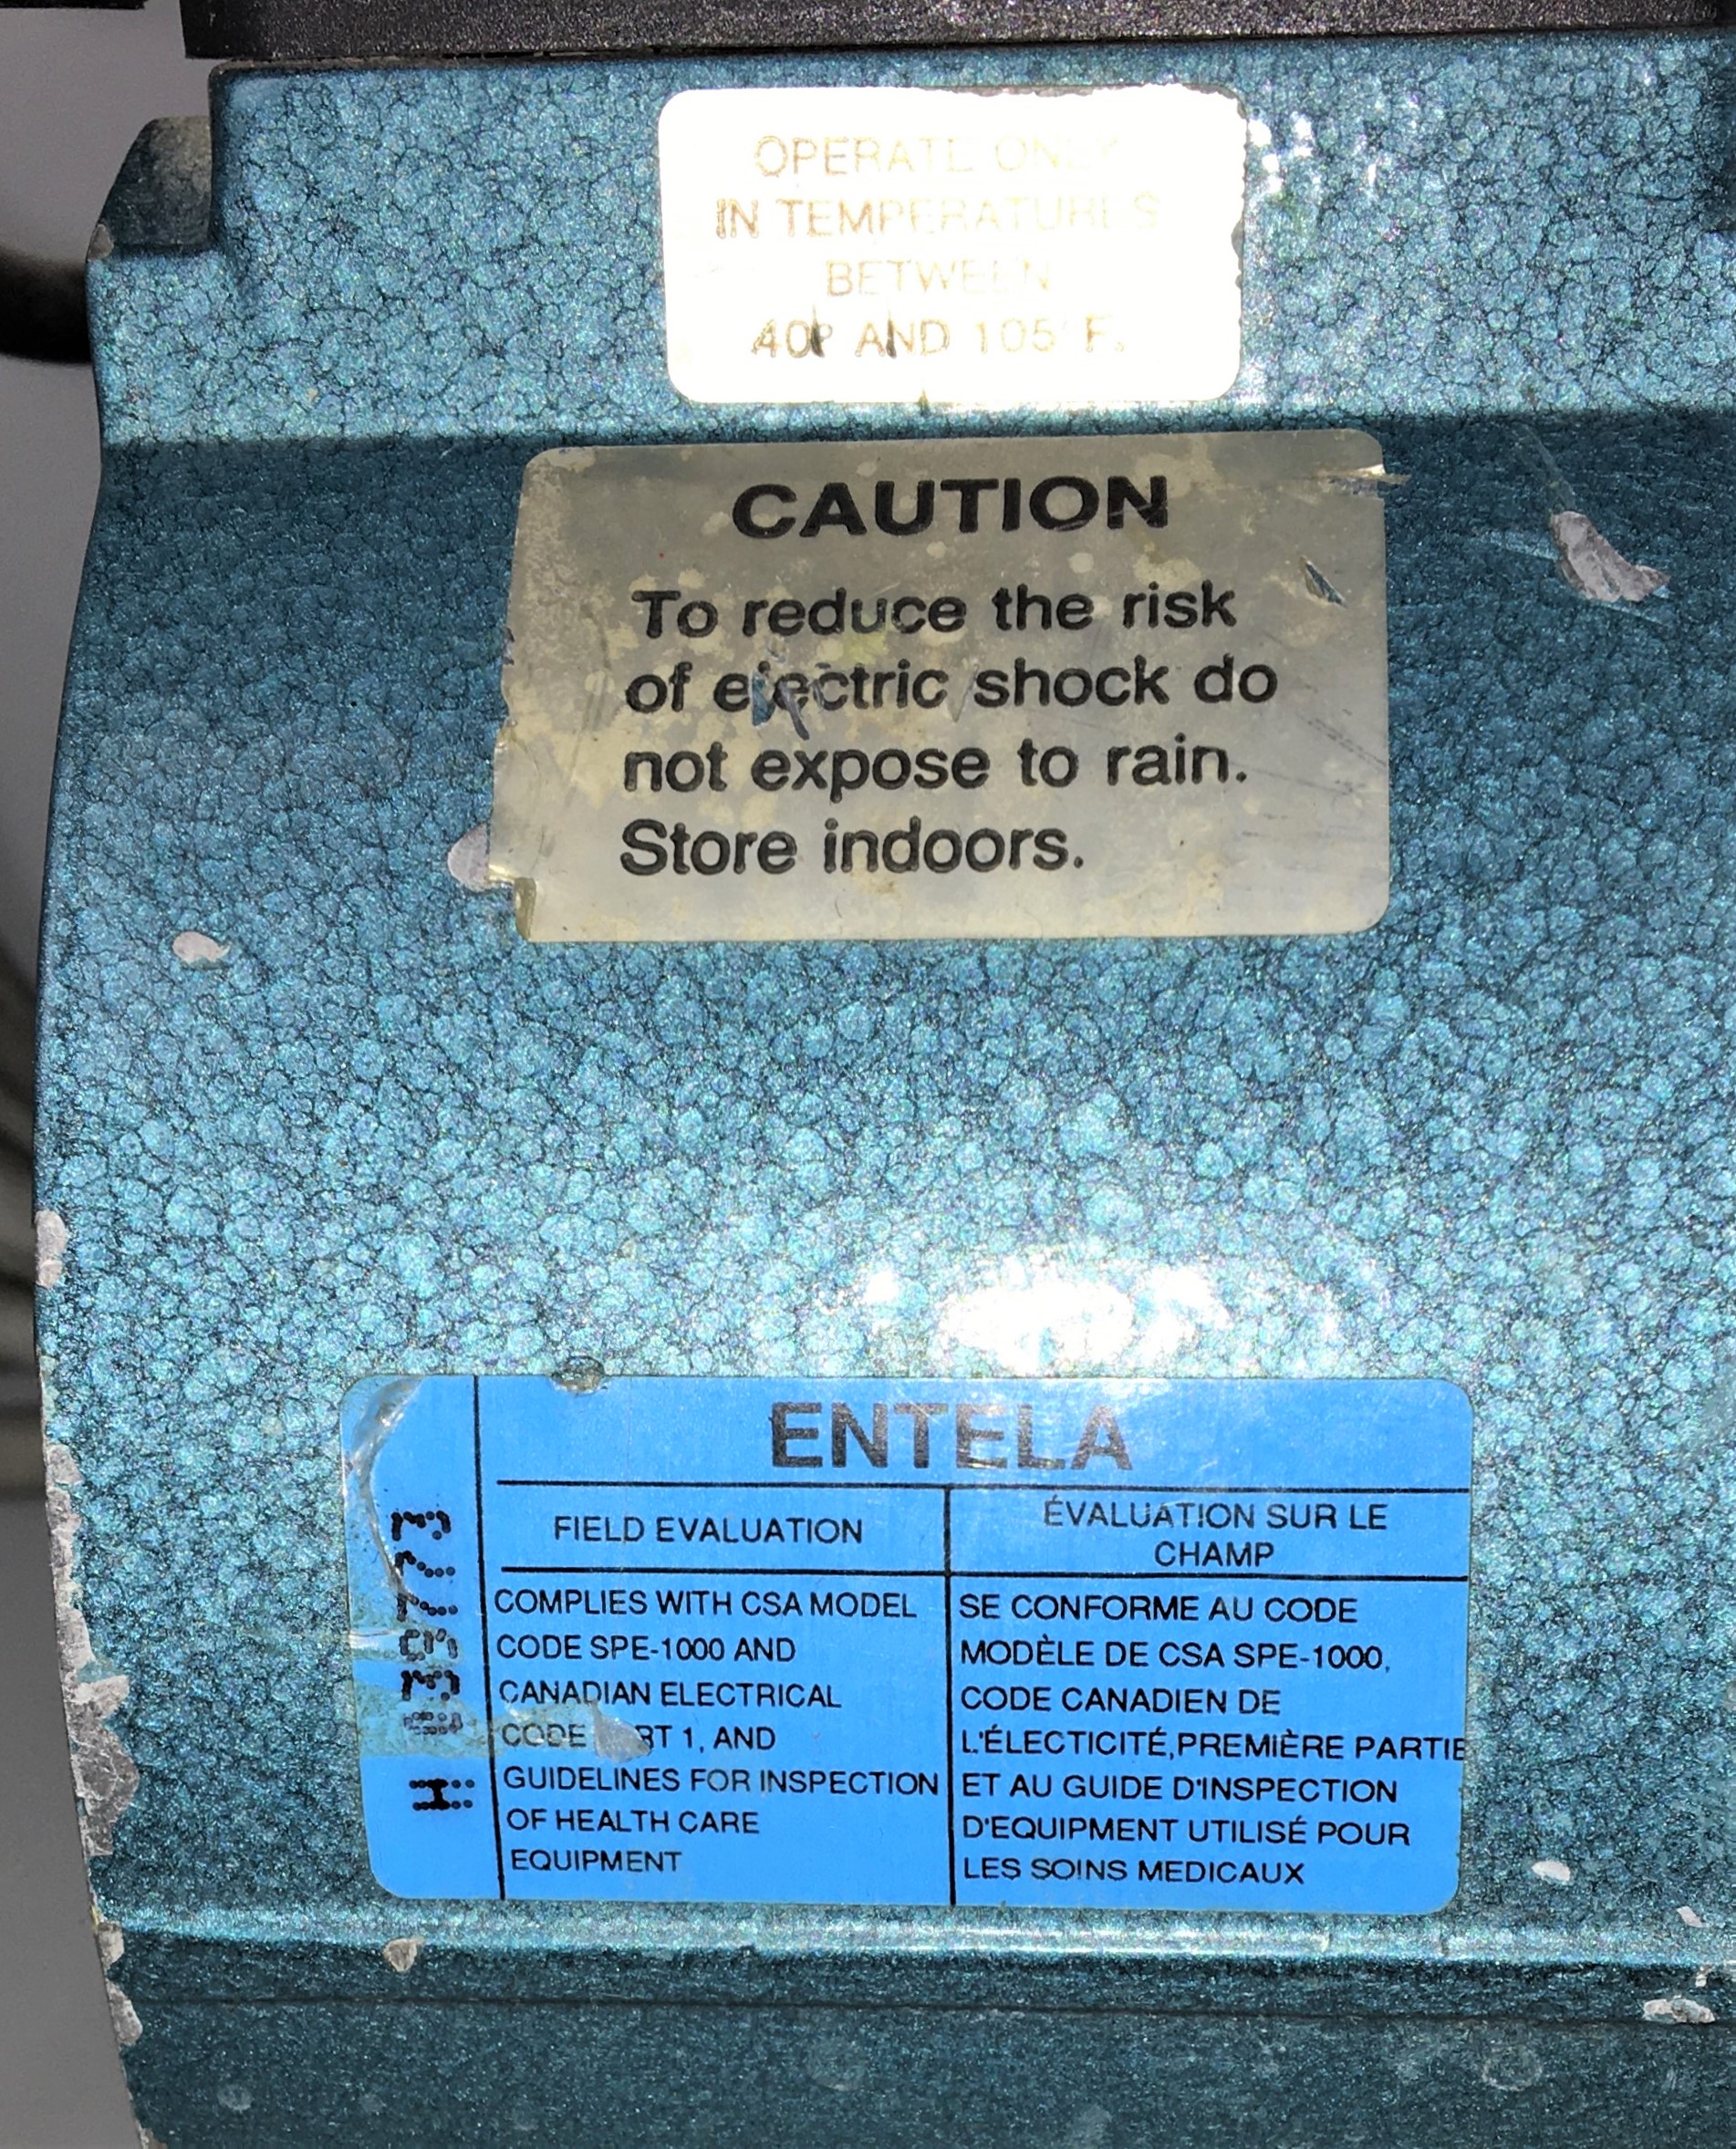 OPERATE ONLY
IN TEMPERATURES
BETWEEN
40° AND 105° F.
CAUTION
To reduce the risk
of electric shock do
not expose to rain.
Store indoors.
ENTELA
FIELD EVALUATION
COMPLIES WITH CSA MODEL
CODE SPE-1000 AND
CANADIAN ELECTRICAL
CODE 1, AND
GUIDELINES FOR INSPECTION
OF HEALTH CARE
EQUIPMENT
ÉVALUATION SUR LE
CHAMP
SE CONFORME AU CODE
MODÈLE DE CSA SPE-1000,
CODE CANADIEN DE
L'ÉLECTICITÉ,PREMIÈRE PARTIE
ET AU GUIDE D'INSPECTION
D'EQUIPMENT UTILISÉ POUR
LES SOINS MEDICAUX